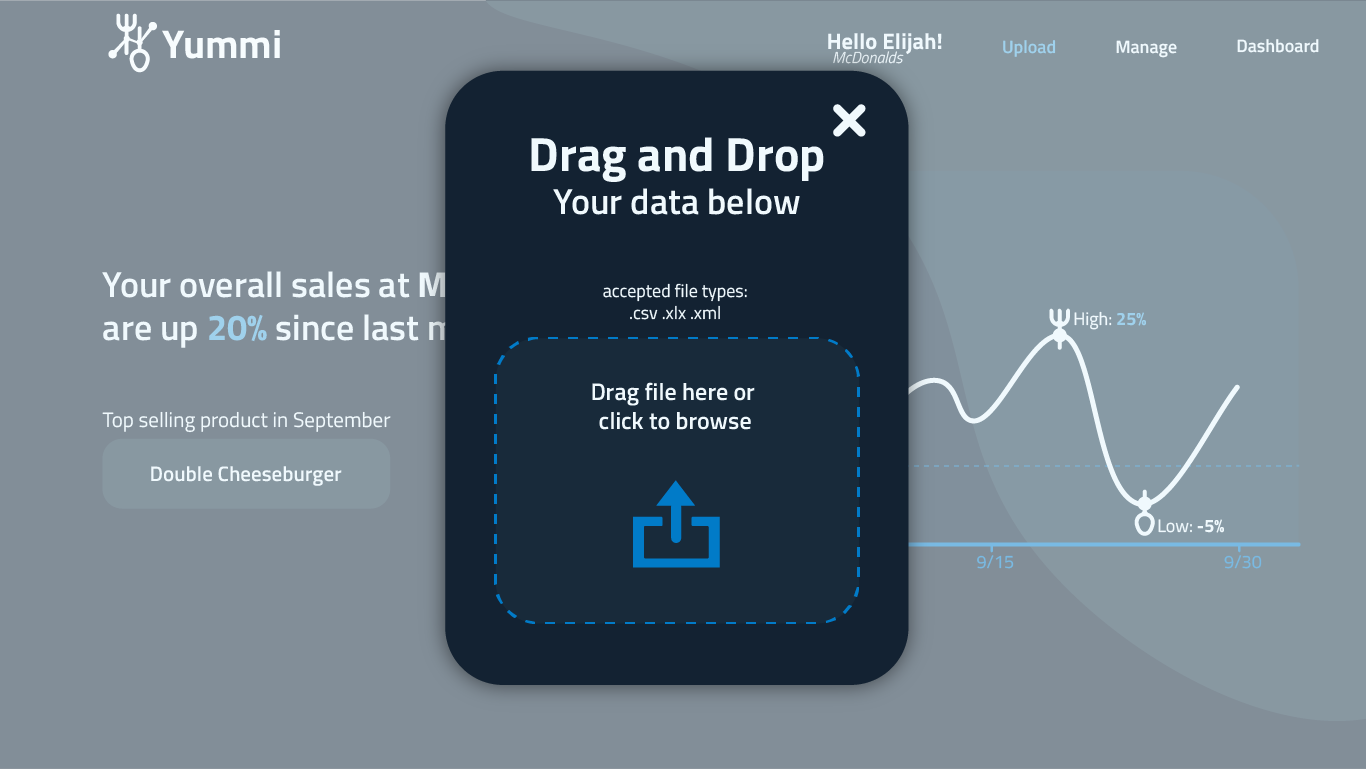 Yummi
Hello Elijah!
McDonalds
Upload
Manage
Dashboard
Drag and Drop
Your data below
accepted file types:
.csv .xlx .xml
Drag file here or
click to browse
Your overall sales at
are up 20% since last
Top selling product in September
Double Cheeseburger
High: 25%
Low: -5%
9/15
9/30